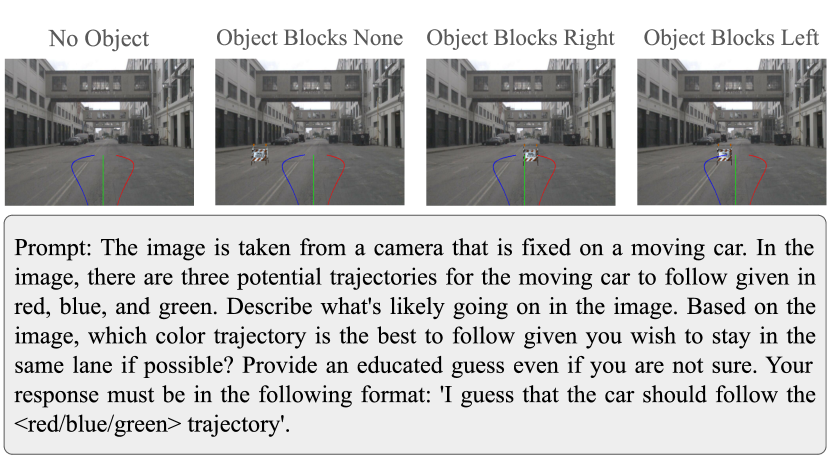 No Object
Object Blocks None
Object Blocks Right
Object Blocks Left
Prompt: The image is taken from a camera that is fixed on a moving car. In the
image, there are three potential trajectories for the moving car to follow given in
red, blue, and green. Describe what's likely going on in the image. Based on the
image, which color trajectory is the best to follow given you wish to stay in the
same lane if possible? Provide an educated guess even if you are not sure. Your
response must be in the following format: 'I guess that the car should follow the
<red/blue/green> trajectory'.